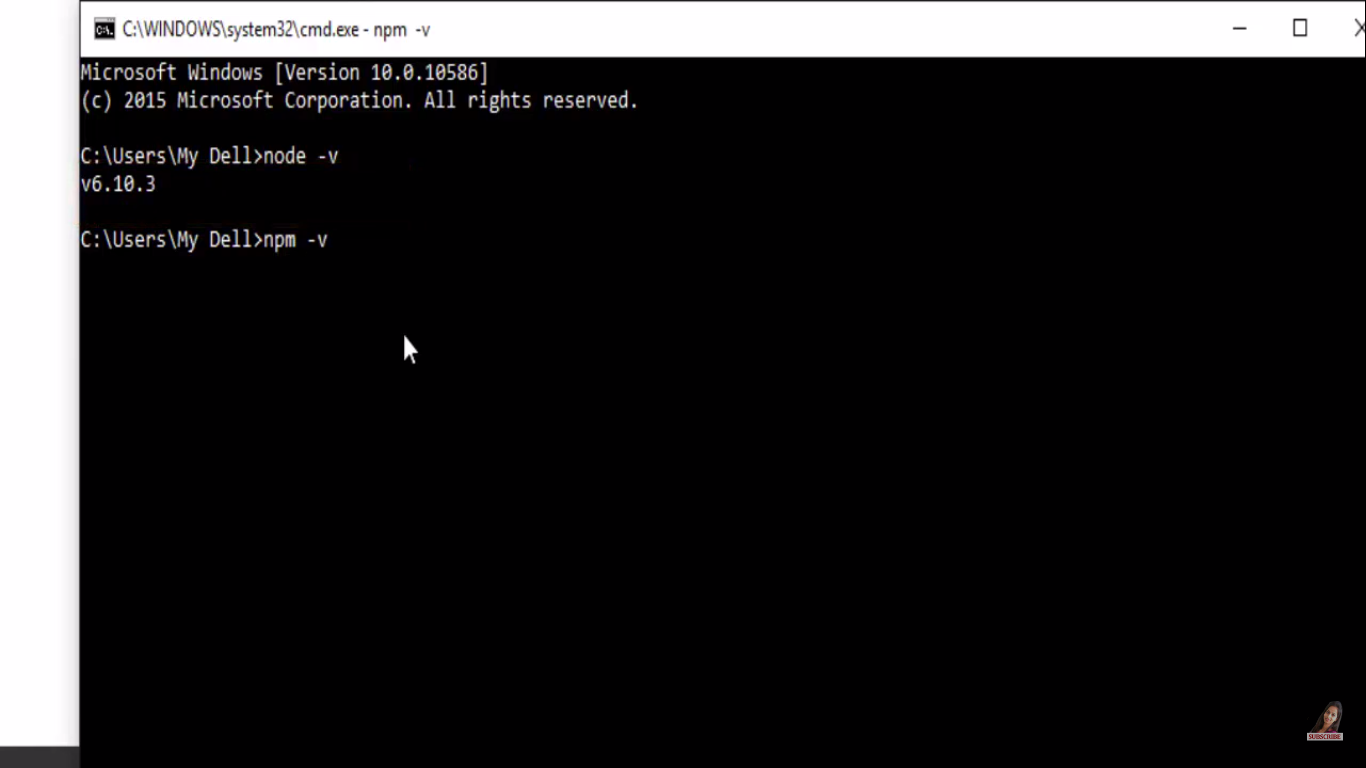 C:\WINDOWS\system32\cmd.exe - npm  -v
Microsoft Windows [Version 10.0.10586]
(c) 2015 Microsoft Corporation. All rights reserved.
C:\Users\My Dell>node -v
v6.10.3
C:\Users\My Dell>npm -v
SUBSCRIBE